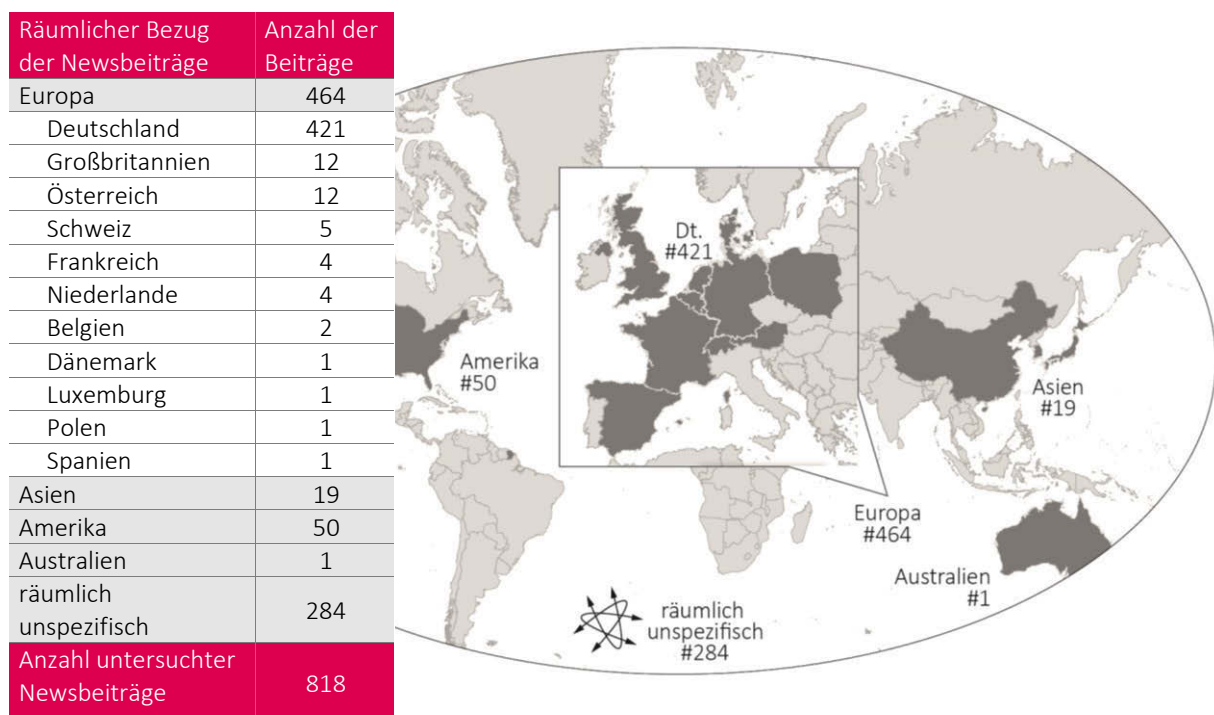 Räumlicher Bezug der Newsbeiträge Anzahl der Beiträge
Europa 464
Deutschland 421
Großbritannien 12
Österreich 12
Schweiz 5
Frankreich 4
Niederlande 4
Belgien 2
Dänemark 1
Luxemburg 1
Polen 1
Spanien 1
Asien 19
Amerika 50
Australien 1
räumlich unspezifisch 284
Anzahl untersuchter Newsbeiträge 818
Dt.
#421
Amerika
#50
Asien
#19
Europa
#464
Australien
#1
räumlich
unspezifisch
#284